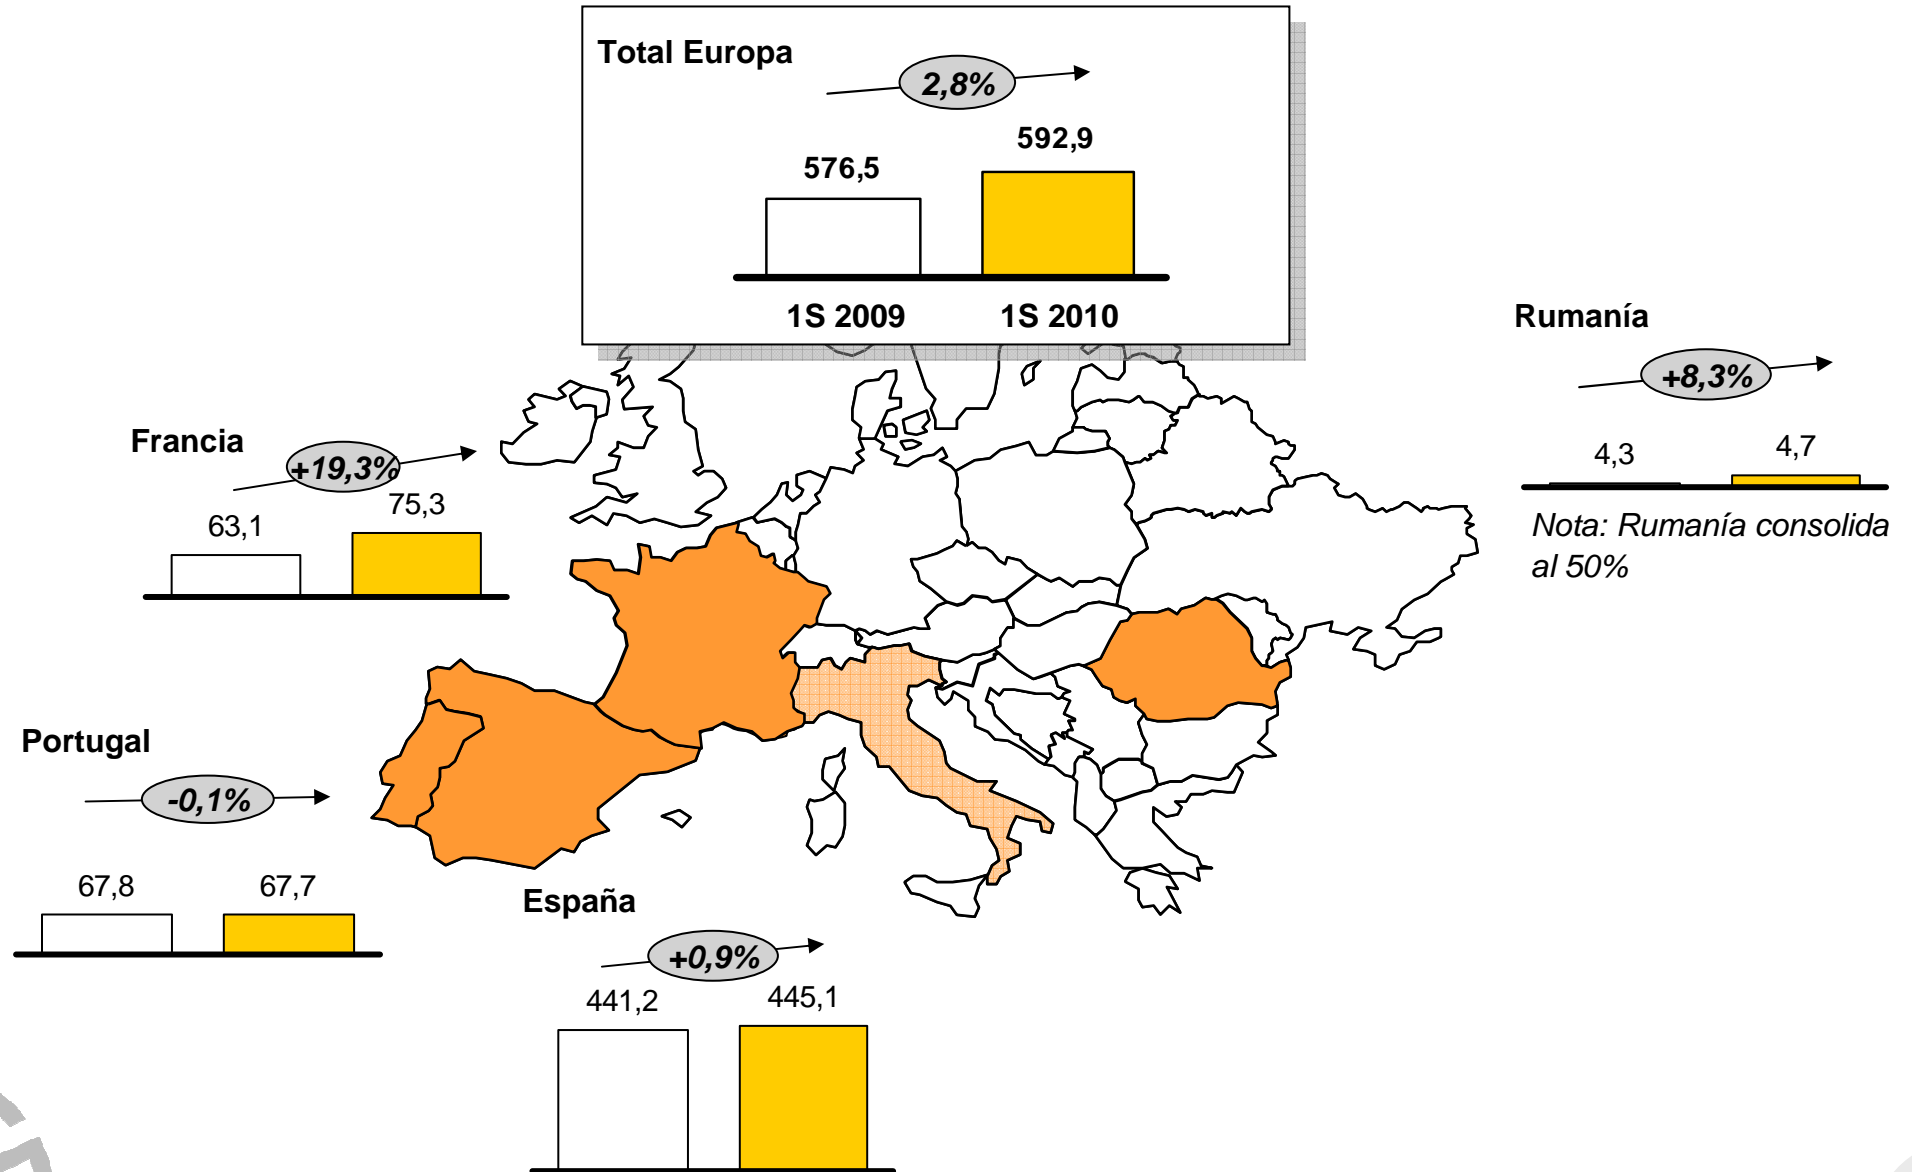 Total Europa
2,8%
576,5
592,9
1S 2009
1S 2010
Rumanía
+8,3%
4,3
4,7
Nota: Rumanía consolida
al 50%
Francia
+19,3%
63,1
75,3
Portugal
-0,1%
67,8
67,7
España
+0,9%
441,2
445,1